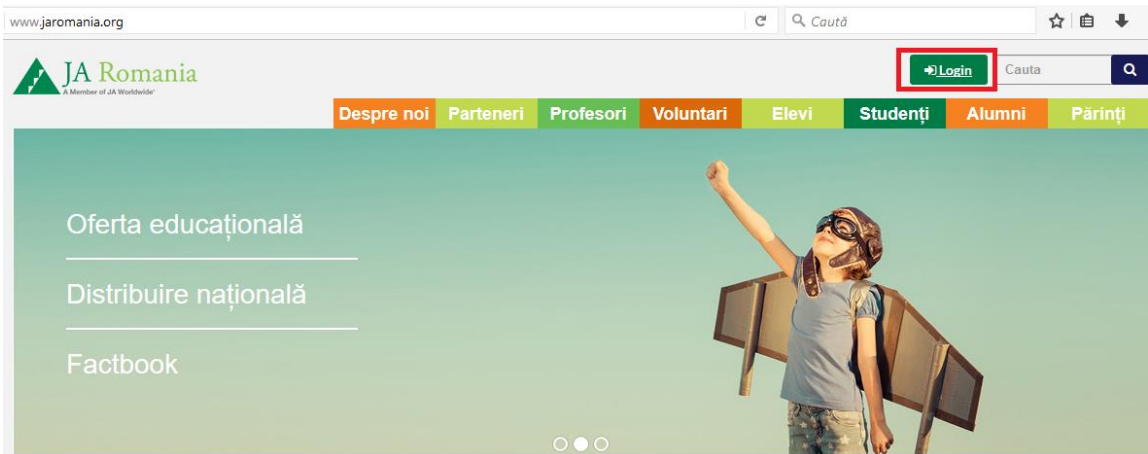 www.jaromania.org
Caută
JA Romania
A Member of JA Worldwide
Login
Cauta
Despre noi Parteneri Profesori Voluntari Elevi Studenți Alumni Părinți
Oferta educațională
Distribuire națională
Factbook